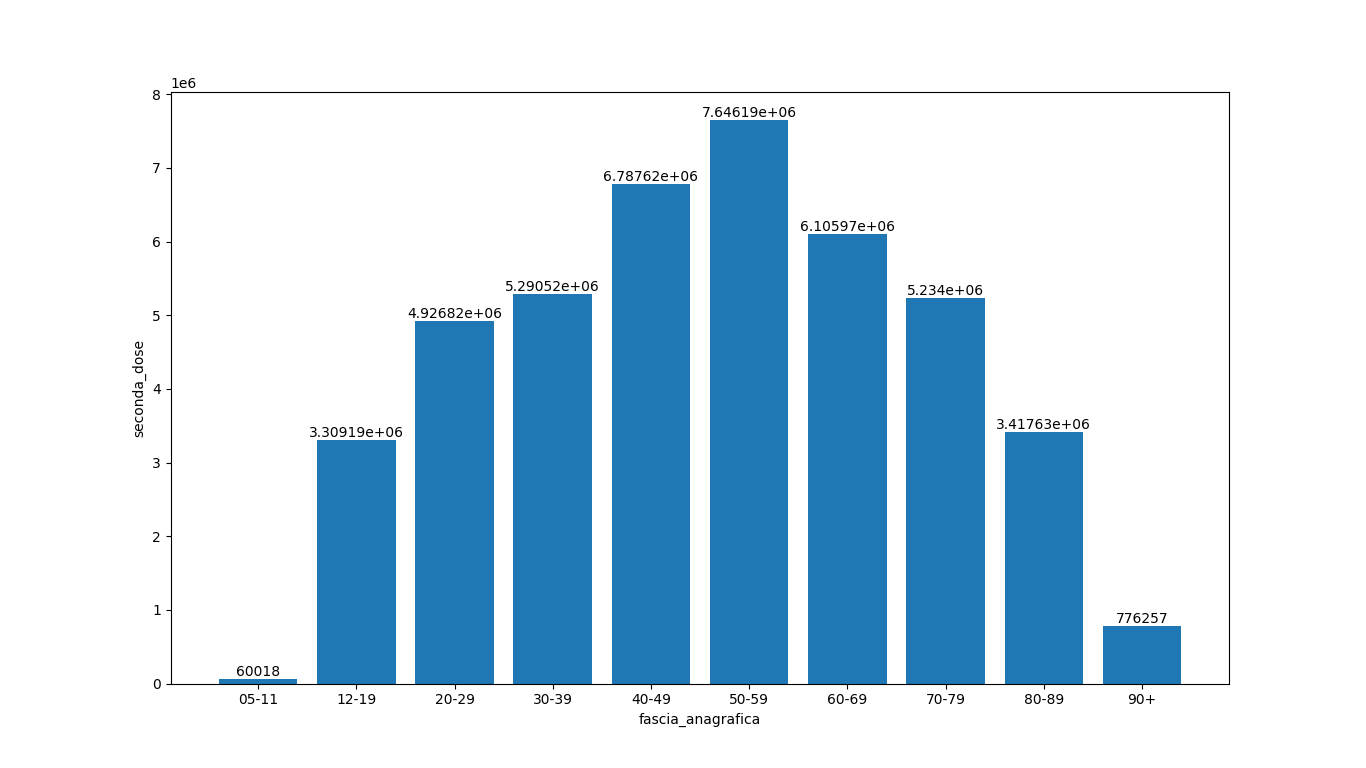 1e6
8
7
6
5
4
3
2
1
0
seconda_dose
60018
3.30919e+06
4.92682e+06
5.29052e+06
6.78762e+06
7.64619e+06
6.10597e+06
5.234e+06
3.41763e+06
776257
05-11 12-19 20-29 30-39 40-49 50-59 60-69 70-79 80-89 90+
fascia_anagrafica